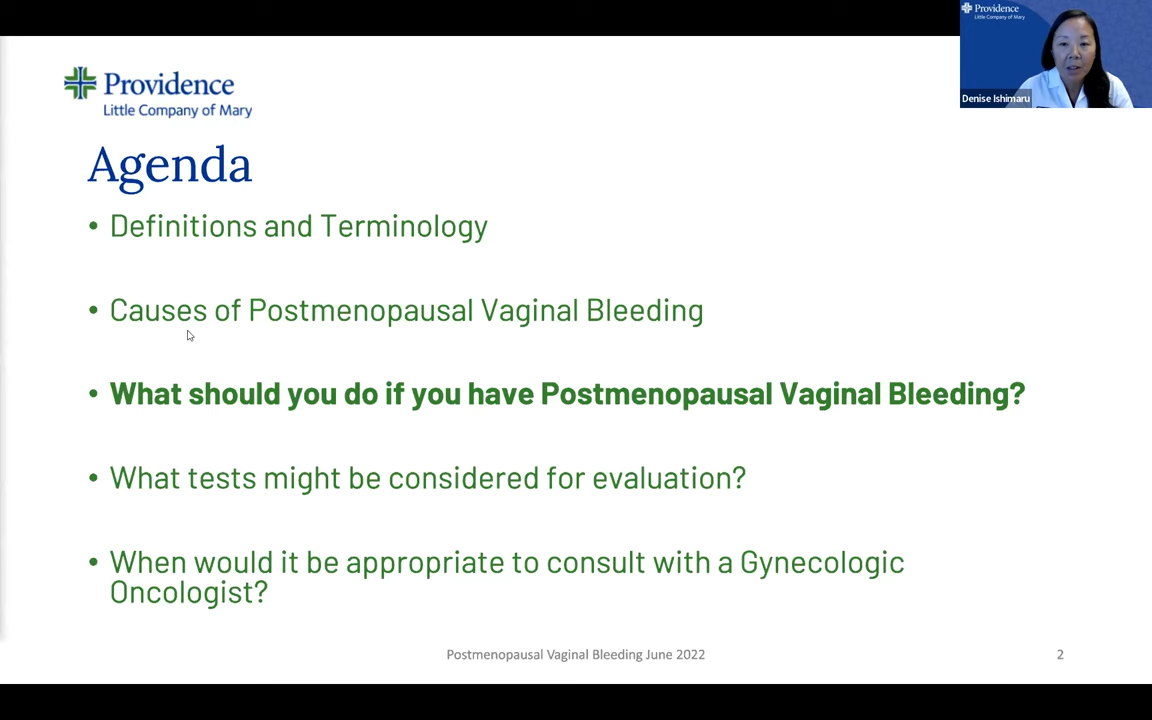 Providence
Little Company of Mary
Denise Ishimaru
Providence
Little Company of Mary
Agenda
• Definitions and Terminology
• Causes of Postmenopausal Vaginal Bleeding
• What should you do if you have Postmenopausal Vaginal Bleeding?
• What tests might be considered for evaluation?
• When would it be appropriate to consult with a Gynecologic
Oncologist?
Postmenopausal Vaginal Bleeding June 2022
2